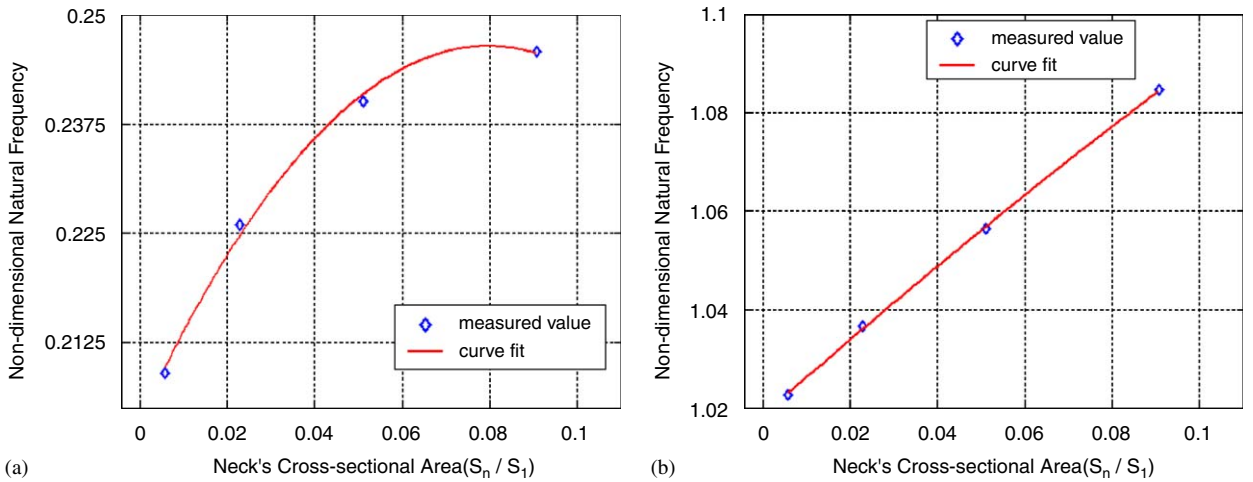 0.25
0.2375
0.225
0.2125
Non-dimensional Natural Frequency
measured value
curve fit
0 0.02 0.04 0.06 0.08 0.1
Neck's Cross-sectional Area(Sn / S1)
(a)
1.1
1.08
1.06
1.04
1.02
Non-dimensional Natural Frequency
measured value
curve fit
0 0.02 0.04 0.06 0.08 0.1
Neck's Cross-sectional Area(Sn / S1)
(b)